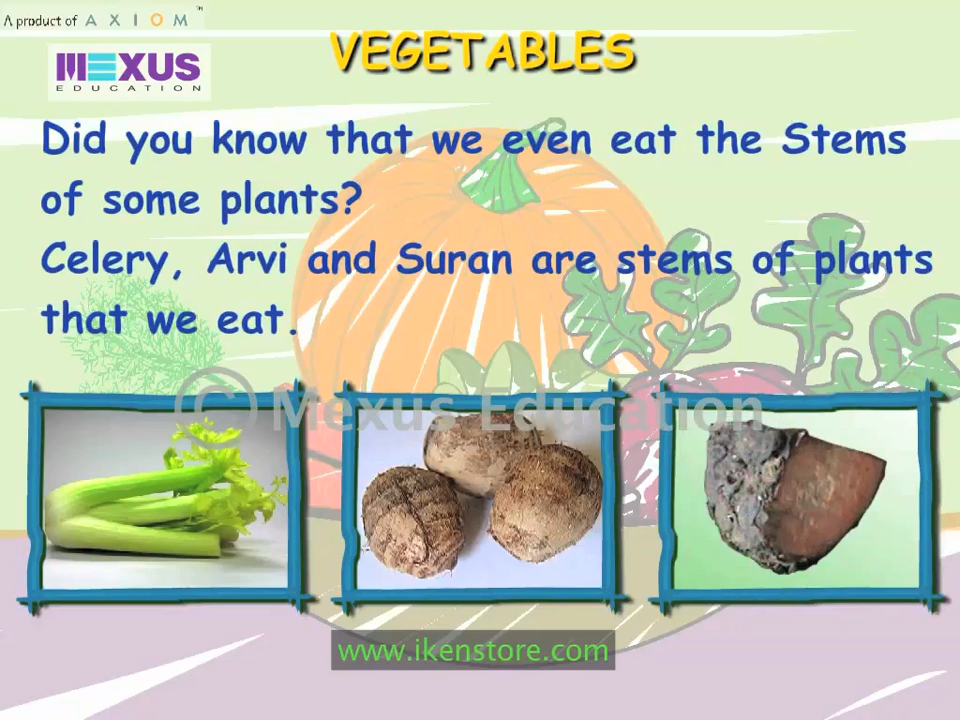 A product of A X I O M ™
MEXUS
EDUCATION
VEGETABLES
Did you know that we even eat the Stems
of some plants?
Celery, Arvi and Suran are stems of plants
that we eat.
© Mexus Education
www.ikenstore.com